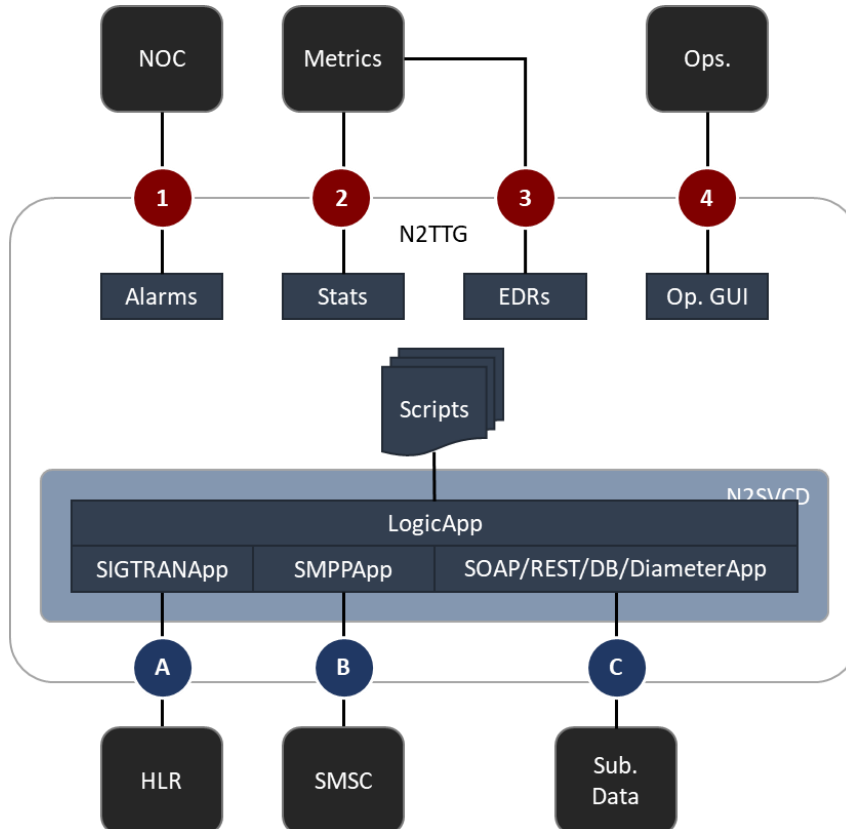 NOC
Metrics
Ops.
1
2
3
4
N2TTG
Alarms
Stats
EDRs
Op. GUI
Scripts
N2SVCD
LogicApp
SIGTRANApp
SMPPApp
SOAP/REST/DB/DiameterApp
A
B
C
HLR
SMSC
Sub.
Data